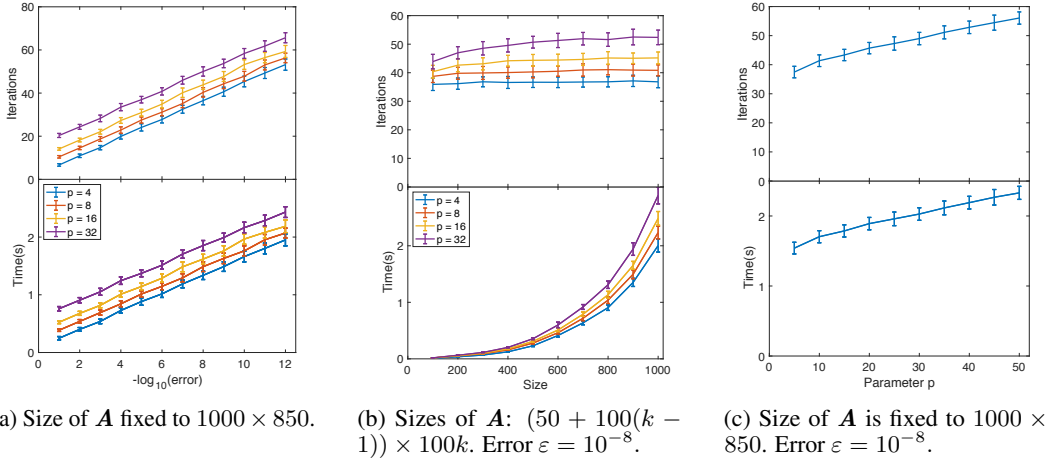 80
60
40
20
0
Iterations
p = 4
p = 8
p = 16
p = 32
2
1
0
Time(s)
0 2 4 6 8 10 12
-log10(error)
60
50
40
30
20
10
0
Iterations
p = 4
p = 8
p = 16
p = 32
2
1
0
Time(s)
0 200 400 600 800 1000
Size
60
50
40
30
20
10
0
Iterations
2
1
0
Time(s)
0 10 20 30 40 50
Parameter p
a) Size of A fixed to 1000 × 850.
(b) Sizes of A: (50 + 100(k −
1)) × 100k. Error ε = 10⁻⁸.
(c) Size of A is fixed to 1000 ×
850. Error ε = 10⁻⁸.